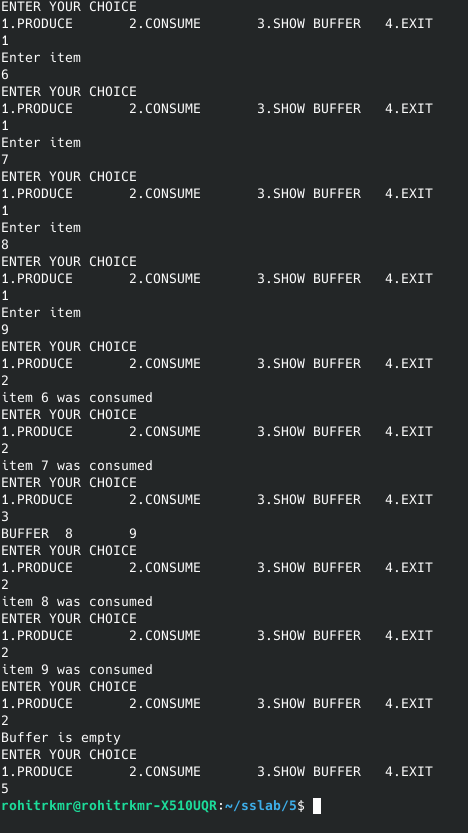 ENTER YOUR CHOICE
1.PRODUCE       2.CONSUME       3.SHOW BUFFER   4.EXIT
1
Enter item
6
ENTER YOUR CHOICE
1.PRODUCE       2.CONSUME       3.SHOW BUFFER   4.EXIT
1
Enter item
7
ENTER YOUR CHOICE
1.PRODUCE       2.CONSUME       3.SHOW BUFFER   4.EXIT
1
Enter item
8
ENTER YOUR CHOICE
1.PRODUCE       2.CONSUME       3.SHOW BUFFER   4.EXIT
1
Enter item
9
ENTER YOUR CHOICE
1.PRODUCE       2.CONSUME       3.SHOW BUFFER   4.EXIT
2
item 6 was consumed
ENTER YOUR CHOICE
1.PRODUCE       2.CONSUME       3.SHOW BUFFER   4.EXIT
2
item 7 was consumed
ENTER YOUR CHOICE
1.PRODUCE       2.CONSUME       3.SHOW BUFFER   4.EXIT
3
BUFFER  8       9
ENTER YOUR CHOICE
1.PRODUCE       2.CONSUME       3.SHOW BUFFER   4.EXIT
2
item 8 was consumed
ENTER YOUR CHOICE
1.PRODUCE       2.CONSUME       3.SHOW BUFFER   4.EXIT
2
item 9 was consumed
ENTER YOUR CHOICE
1.PRODUCE       2.CONSUME       3.SHOW BUFFER   4.EXIT
2
Buffer is empty
ENTER YOUR CHOICE
1.PRODUCE       2.CONSUME       3.SHOW BUFFER   4.EXIT
5
rohitrkmr@rohitrkmr-X510UQR:~/sslab/5$